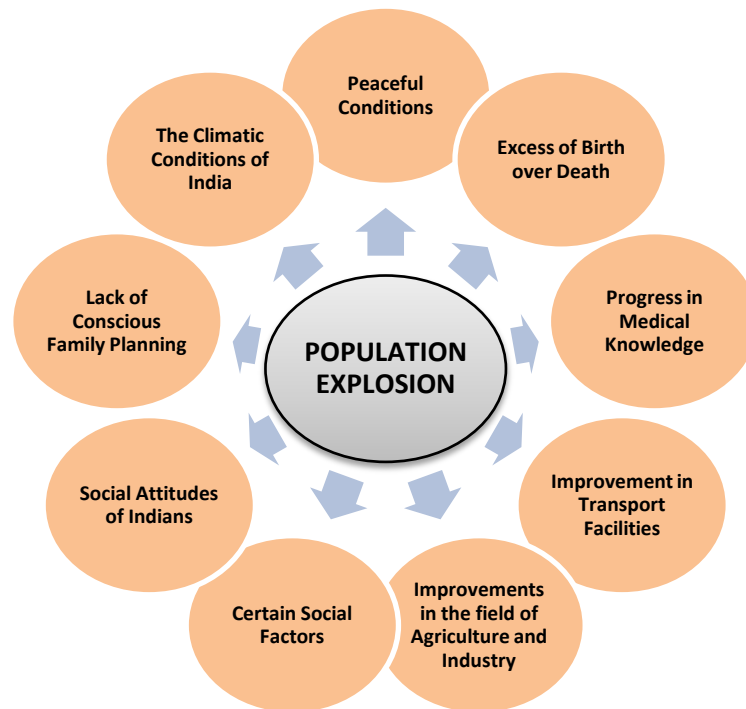 Peaceful
Conditions
Excess of Birth
over Death
Progress in
Medical
Knowledge
Improvement in
Transport
Facilities
Improvements
in the field of
Agriculture and
Industry
Certain Social
Factors
Social Attitudes
of Indians
Lack of
Conscious
Family Planning
The Climatic
Conditions of
India
POPULATION
EXPLOSION